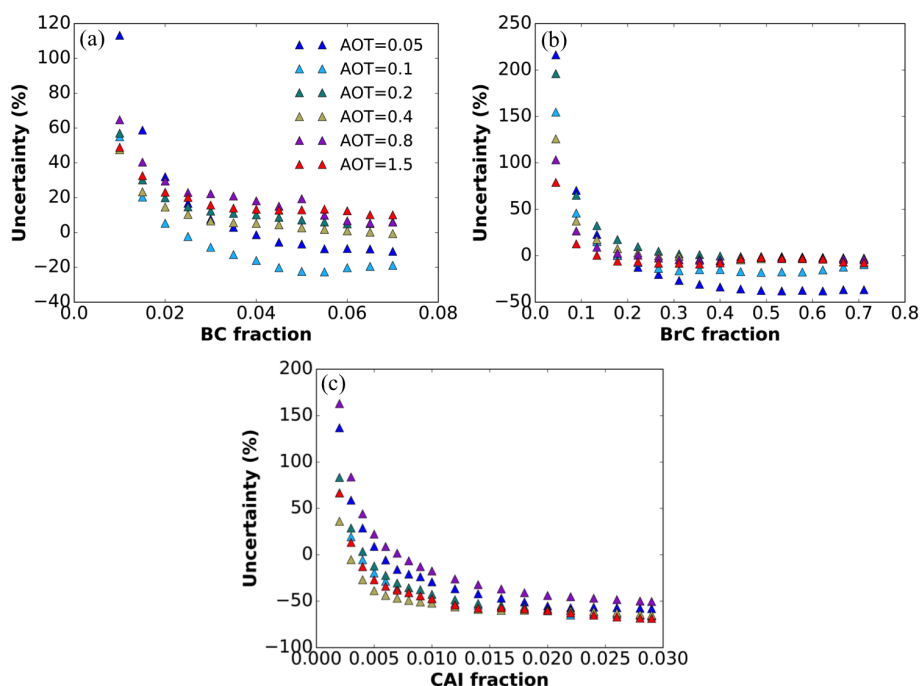 (a)
120
100
80
60
40
20
0
−20
−40
0.00 0.02 0.04 0.06 0.08
Uncertainty (%)
BC fraction
AOT=0.05
AOT=0.1
AOT=0.2
AOT=0.4
AOT=0.8
AOT=1.5
(b)
250
200
150
100
50
0
−50
0.0 0.1 0.2 0.3 0.4 0.5 0.6 0.7 0.8
Uncertainty (%)
BrC fraction
(c)
200
150
100
50
0
−50
−100
0.000 0.005 0.010 0.015 0.020 0.025 0.030
Uncertainty (%)
CAI fraction